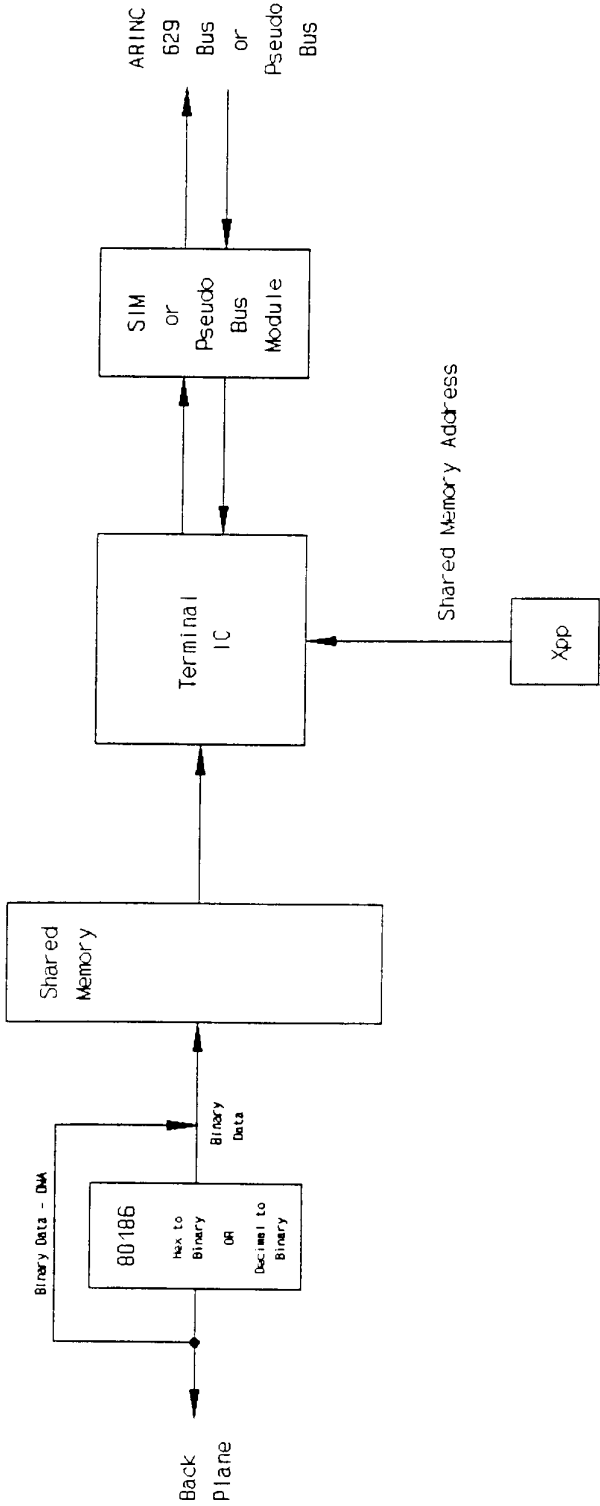 Back
Plane
Binary Data - DMA
80186
Hex to
Binary
OR
Decimal to
Binary
Binary
Data
Shared
Memory
Terminal
IC
Xpp
Shared Memory Address
SIM
or
Pseudo
Bus
Module
ARINC
629
Bus
or
Pseudo
Bus